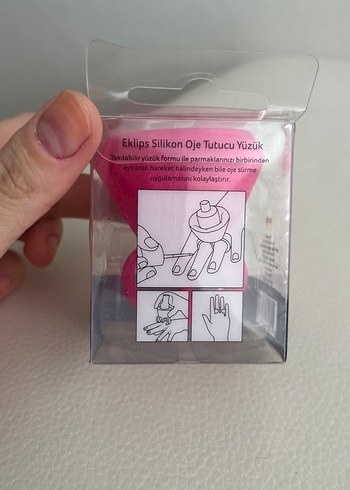 Eklips Silikon Oje Tutucu Yüzük
Takılabilir yüzük formu ile parmaklarınızı birbirinden
ayırarak hareket halindeyken bile oje sürme
uygulamasını kolaylaştırır.